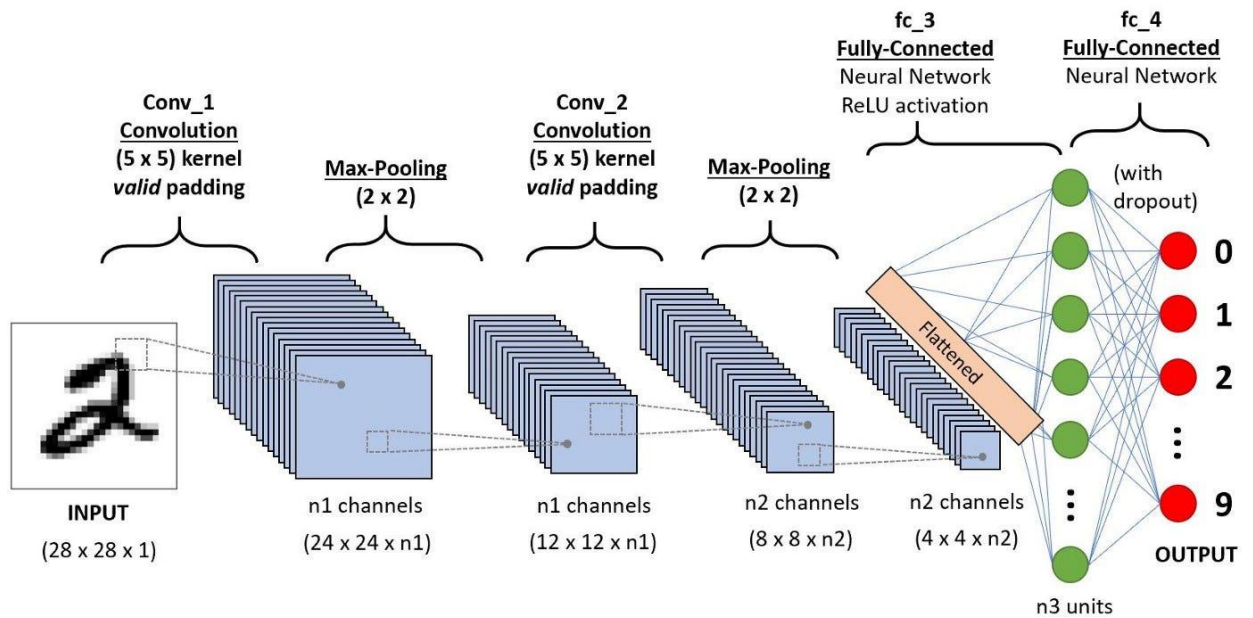 fc_3
Fully-Connected
Neural Network
ReLU activation
fc_4
Fully-Connected
Neural Network
Conv_1
Convolution
(5 x 5) kernel
valid padding
Max-Pooling
(2 x 2)
Conv_2
Convolution
(5 x 5) kernel
valid padding
Max-Pooling
(2 x 2)
(with
dropout)
Flattened
0
1
2
9
INPUT
(28 x 28 x 1)
n1 channels
(24 x 24 x n1)
n1 channels
(12 x 12 x n1)
n2 channels
(8 x 8 x n2)
n2 channels
(4 x 4 x n2)
OUTPUT
n3 units
2